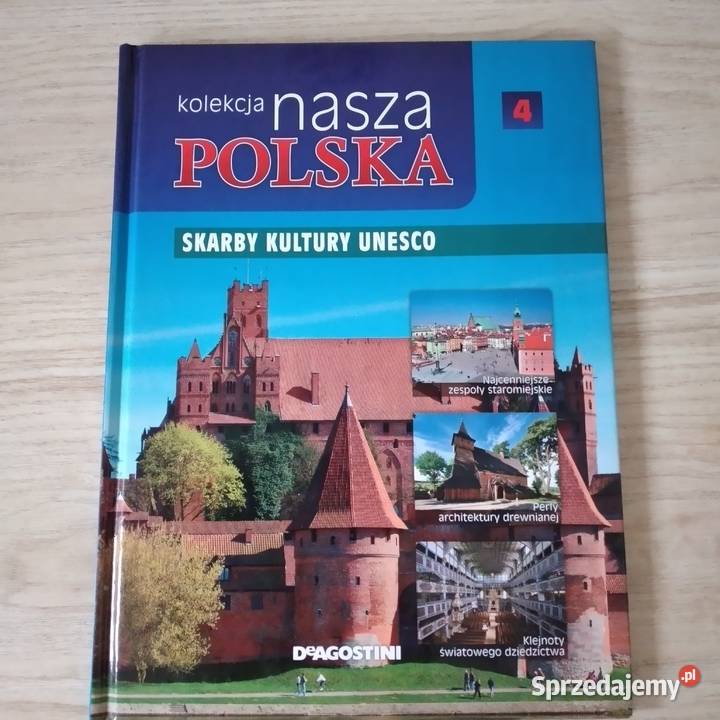 kolekcja nasza
4
POLSKA
SKARBY KULTURY UNESCO
Najcenniejsze
zespoły staromiejskie
Perły
architektury drewnianej
Klejnoty
światowego dziedzictwa
DeAGOSTINI
Sprzedajemy.pl